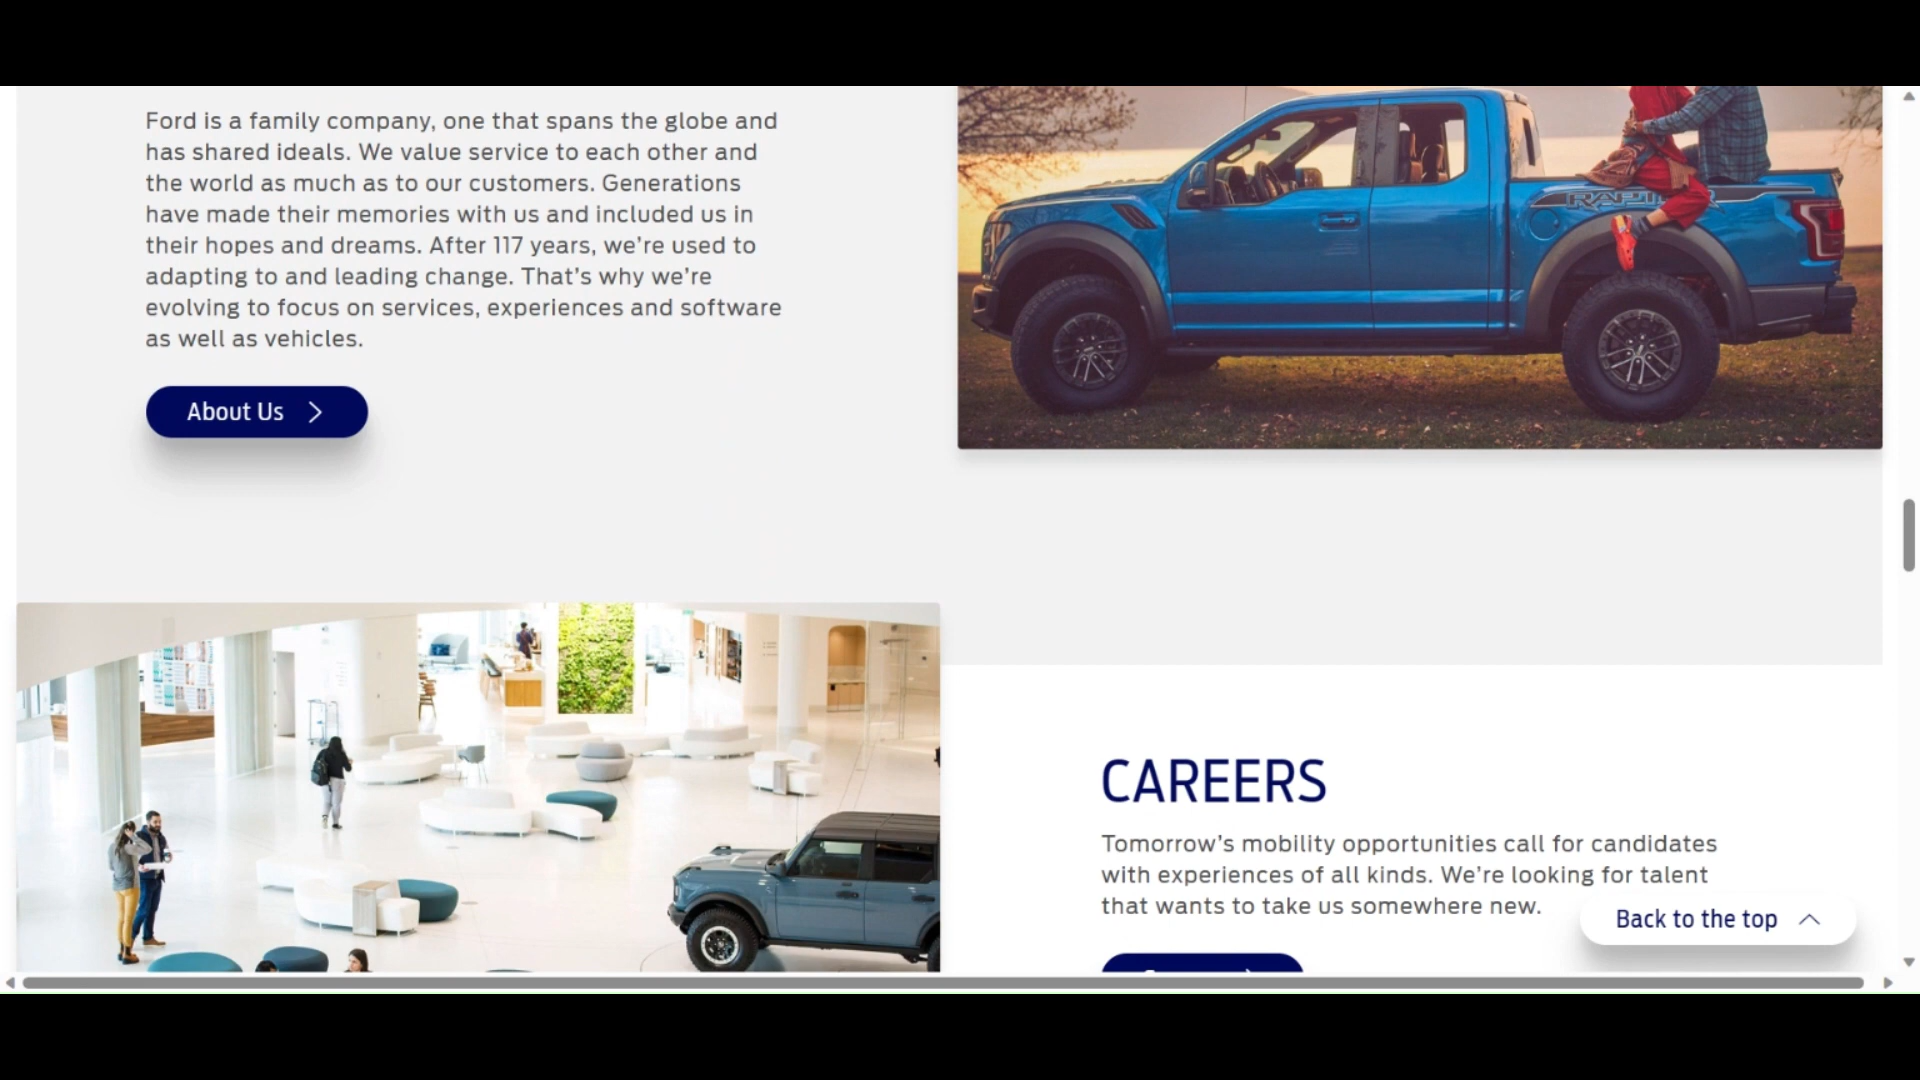 Ford is a family company, one that spans the globe and
has shared ideals. We value service to each other and
the world as much as to our customers. Generations
have made their memories with us and included us in
their hopes and dreams. After 117 years, we’re used to
adapting to and leading change. That’s why we’re
evolving to focus on services, experiences and software
as well as vehicles.
About Us
CAREERS
Tomorrow’s mobility opportunities call for candidates
with experiences of all kinds. We’re looking for talent
that wants to take us somewhere new.
Back to the top